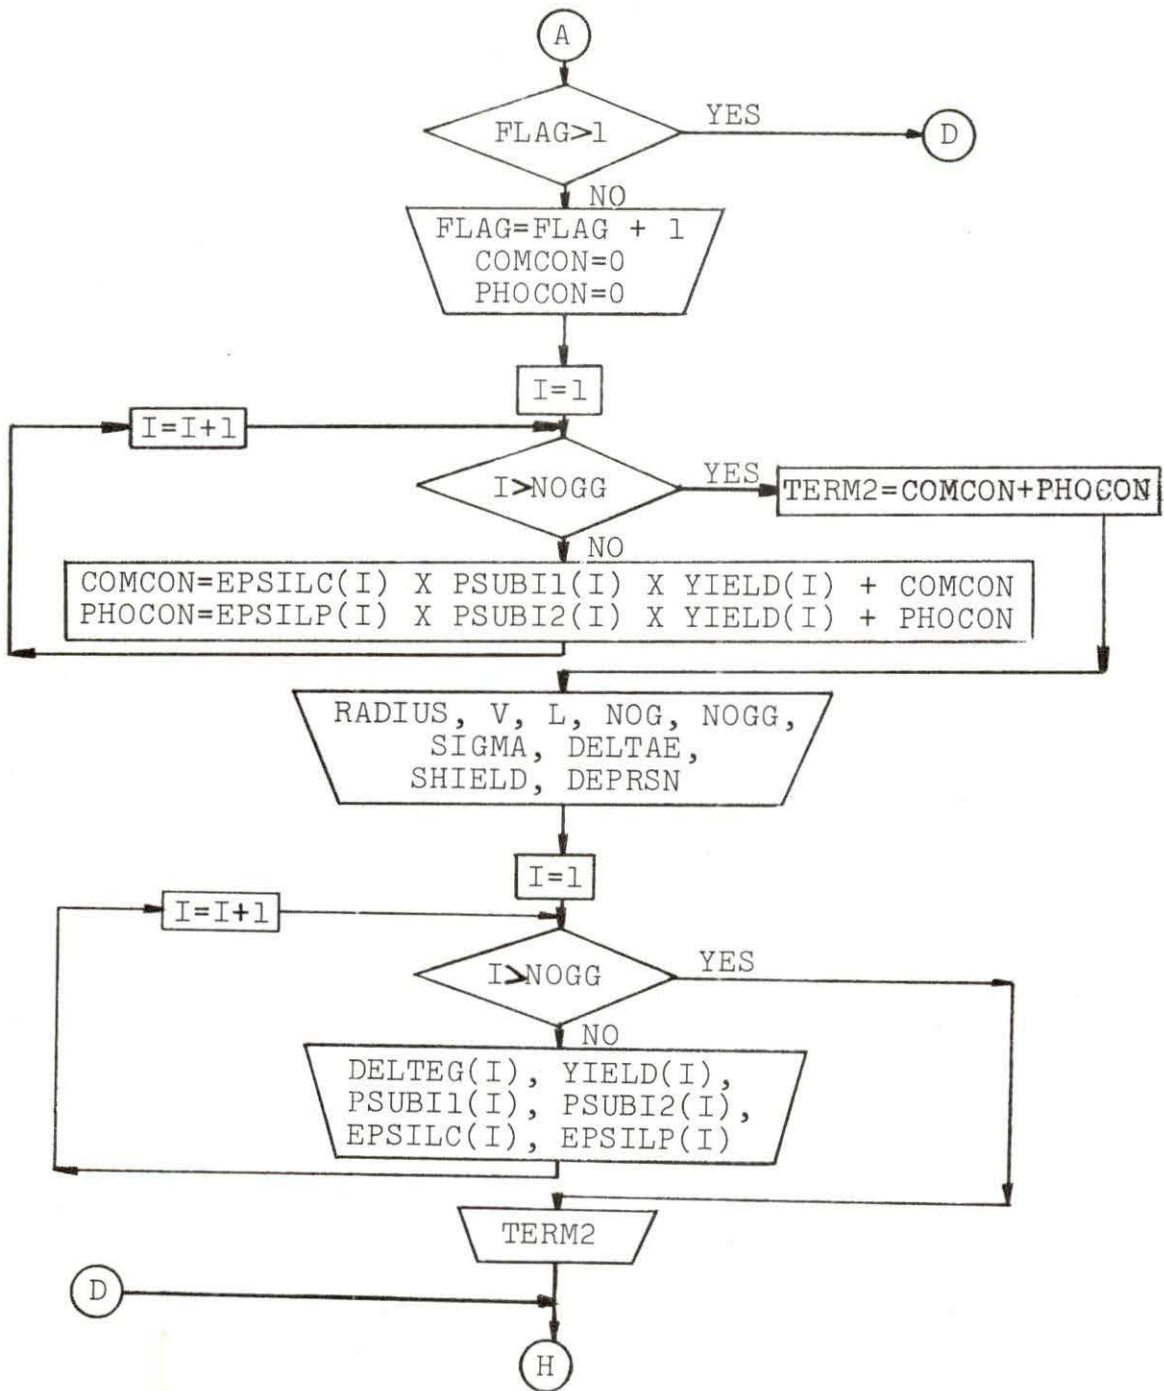 A
FLAG>1
YES
D
NO
FLAG=FLAG + 1
COMCON=0
PHOCON=0
I=1
I=I+1
I>NOGG
YES
TERM2=COMCON+PHOCON
NO
COMCON=EPSILC(I) X PSUBI1(I) X YIELD(I) + COMCON
PHOCON=EPSILP(I) X PSUBI2(I) X YIELD(I) + PHOCON
RADIUS, V, L, NOG, NOGG,
SIGMA, DELTAE,
SHIELD, DEPRSN
I=1
I=I+1
I>NOGG
YES
NO
DELTEG(I), YIELD(I),
PSUBI1(I), PSUBI2(I),
EPSILC(I), EPSILP(I)
TERM2
D
H